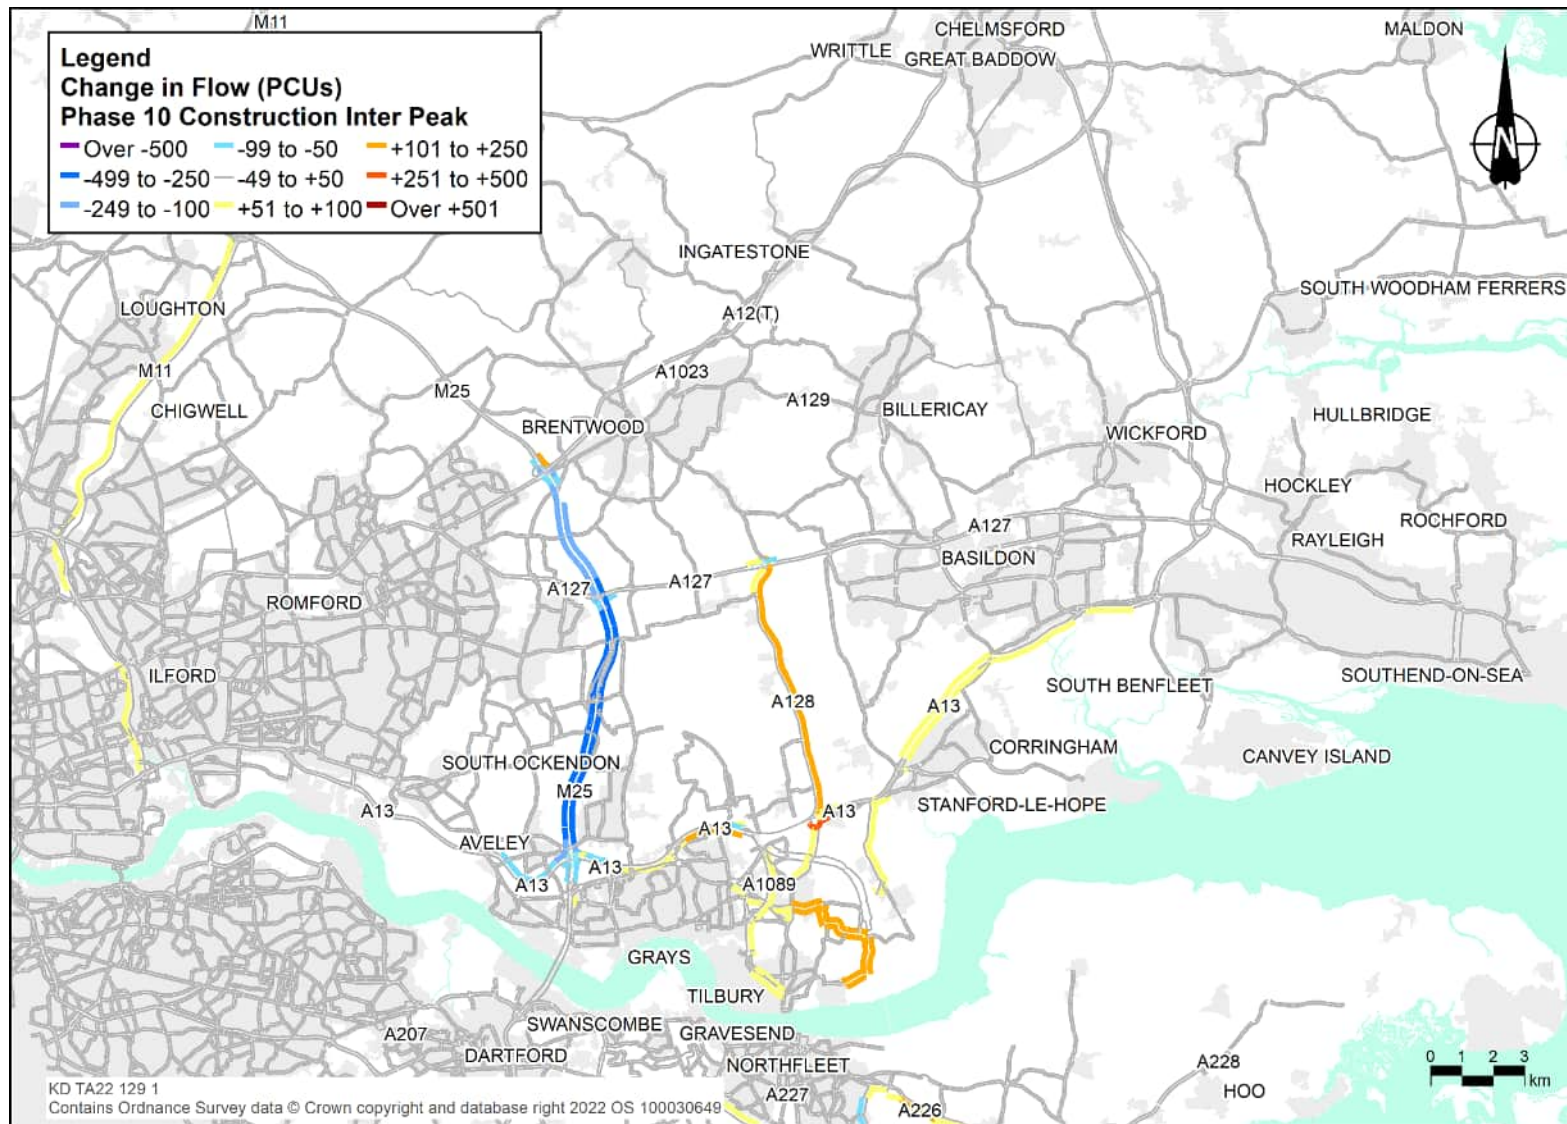 M11
CHELMSFORD
MALDON
WRITTLE
GREAT BADDOW
Legend
Change in Flow (PCUs)
Phase 10 Construction Inter Peak
Over -500 -99 to -50 +101 to +250
-499 to -250 -49 to +50 +251 to +500
-249 to -100 +51 to +100 Over +501
N
INGATESTONE
SOUTH WOODHAM FERRERS
LOUGHTON
A12(T)
M11
A1023
M25
A129
CHIGWELL
BILLERICAY
HULLBRIDGE
BRENTWOOD
WICKFORD
HOCKLEY
A127
ROCHFORD
RAYLEIGH
BASILDON
A127
A127
ROMFORD
ILFORD
SOUTHEND-ON-SEA
SOUTH BENFLEET
A128
A13
CORRINGHAM
CANVEY ISLAND
SOUTH OCKENDON
M25
STANFORD-LE-HOPE
A13
A13
A13
AVELEY
A13
A13
A1089
GRAYS
TILBURY
SWANSCOMBE
GRAVESEND
A207
DARTFORD
NORTHFLEET
A228
HOO
A227
A226
0 1 2 3
km
KD TA22 129 1
Contains Ordnance Survey data © Crown copyright and database right 2022 OS 100030649